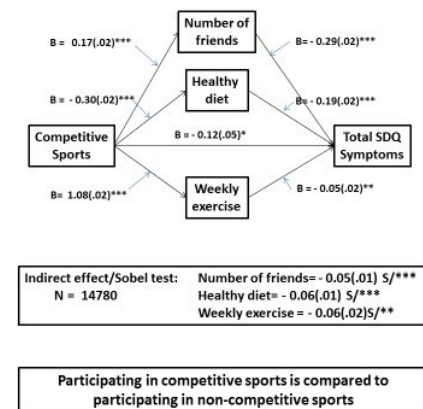 Number of
friends
B = 0.17(.02)***
B= - 0.29(.02)***
Healthy
diet
B = - 0.30(.02)***
B= - 0.19(.02)***
Competitive
Sports
B = - 0.12(.05)*
Total SDQ
Symptoms
B= 1.08(.02)***
Weekly
exercise
B = - 0.05(.02)**
Indirect effect/Sobel test: Number of friends= - 0.05(.01) S/***
N = 14780 Healthy diet= - 0.06(.01) S/***
Weekly exercise = - 0.06(.02)S/**
Participating in competitive sports is compared to
participating in non-competitive sports